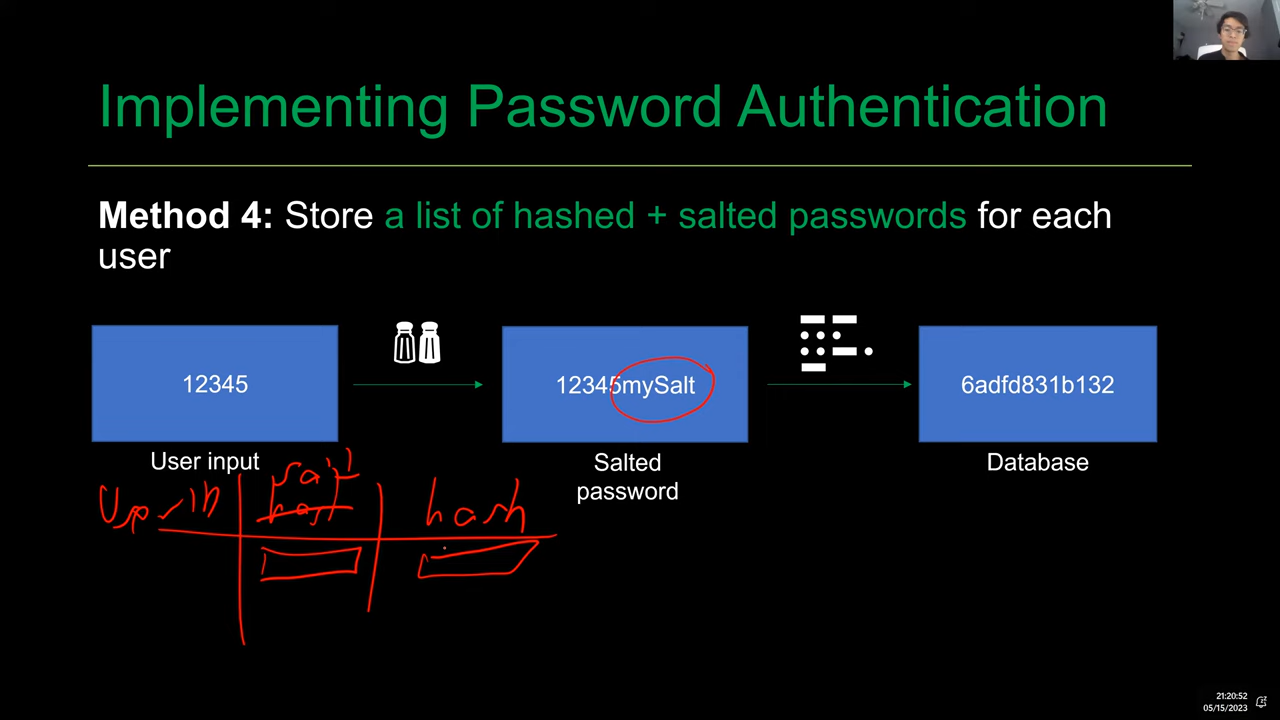 Implementing Password Authentication
Method 4: Store a list of hashed + salted passwords for each
user
12345
12345mySalt
6adfd831b132
User input
Salted
password
Database
salt
hash
21:20:52
05/15/2023